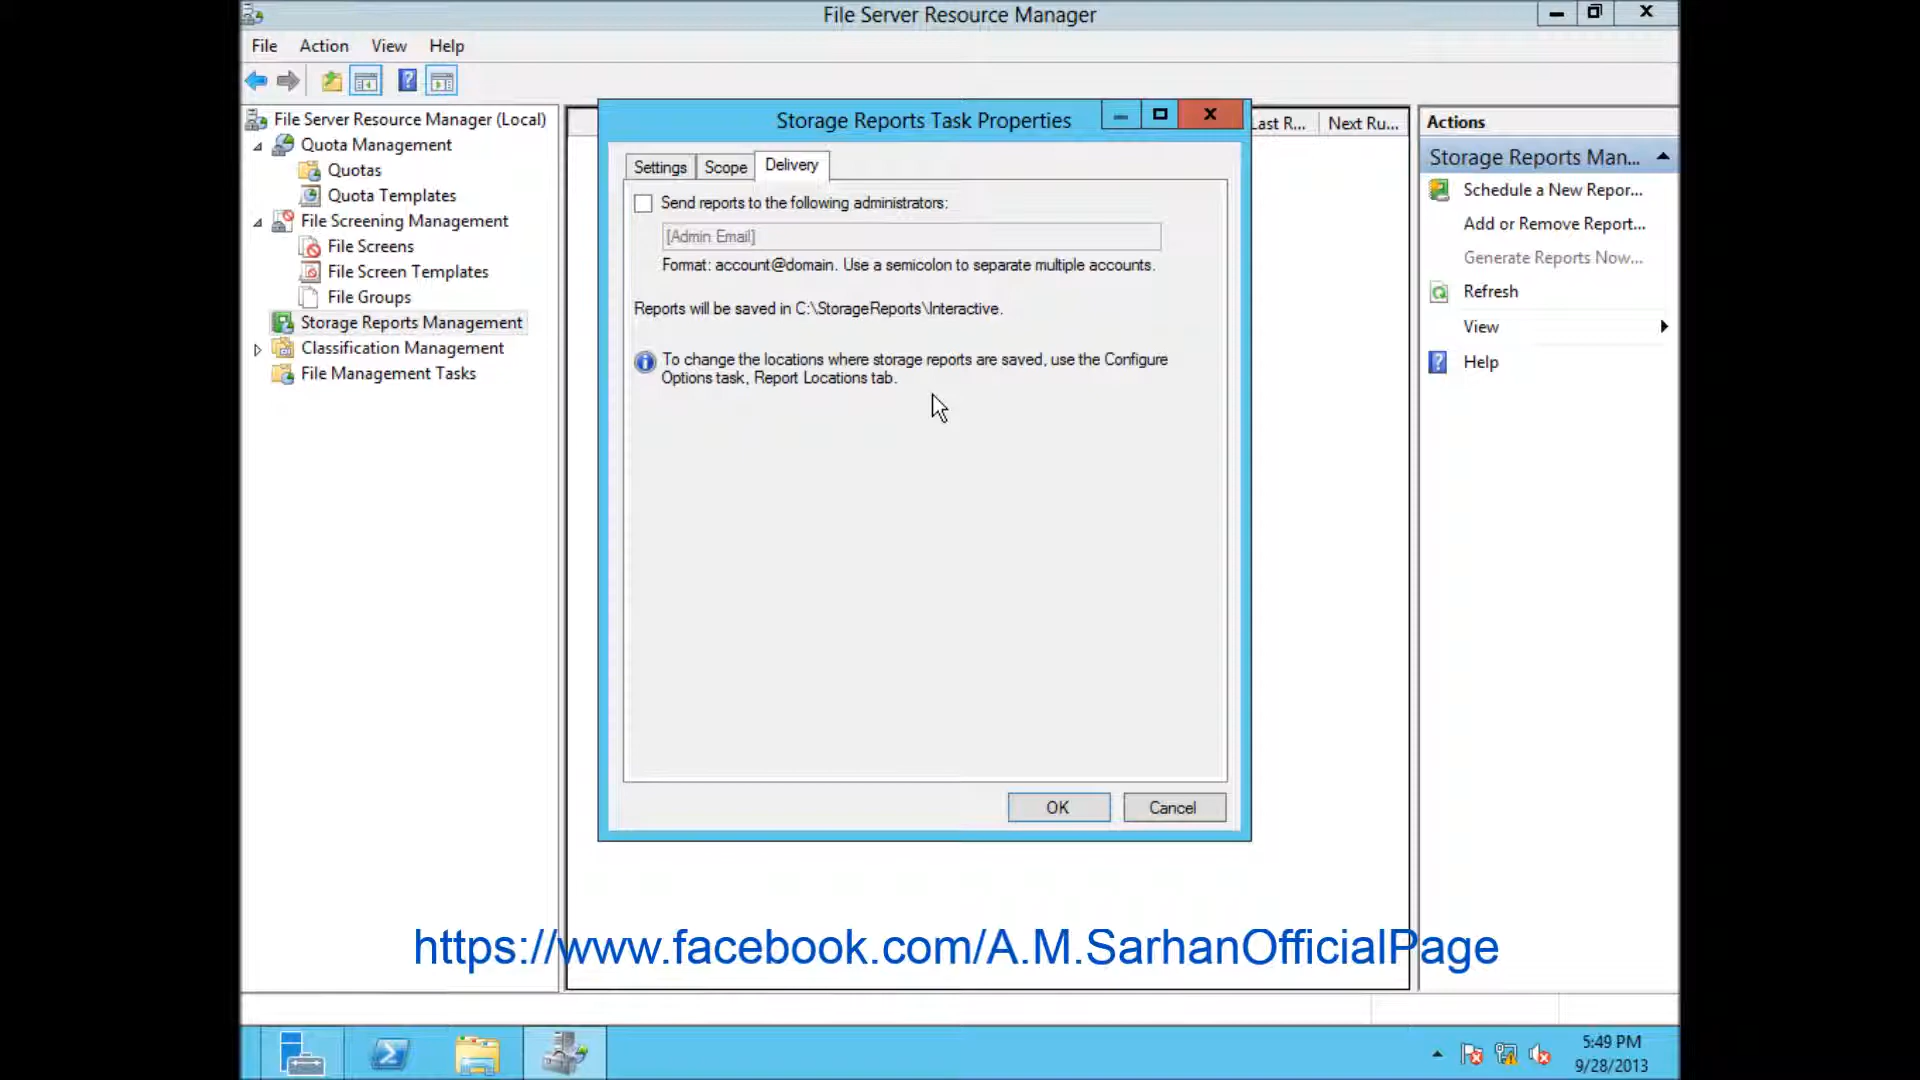 File Server Resource Manager
File Action View Help
File Server Resource Manager (Local)
Quota Management
Quotas
Quota Templates
File Screening Management
File Screens
File Screen Templates
File Groups
Storage Reports Management
Classification Management
File Management Tasks
Last R... Next Ru...
Storage Reports Task Properties
Settings Scope Delivery
Send reports to the following administrators:
[Admin Email]
Format: account@domain. Use a semicolon to separate multiple accounts.
Reports will be saved in C:\StorageReports\Interactive.
To change the locations where storage reports are saved, use the Configure
Options task, Report Locations tab.
OK Cancel
Actions
Storage Reports Man...
Schedule a New Repor...
Add or Remove Report...
Generate Reports Now...
Refresh
View
Help
https://www.facebook.com/A.M.SarhanOfficialPage
5:49 PM
9/28/2013